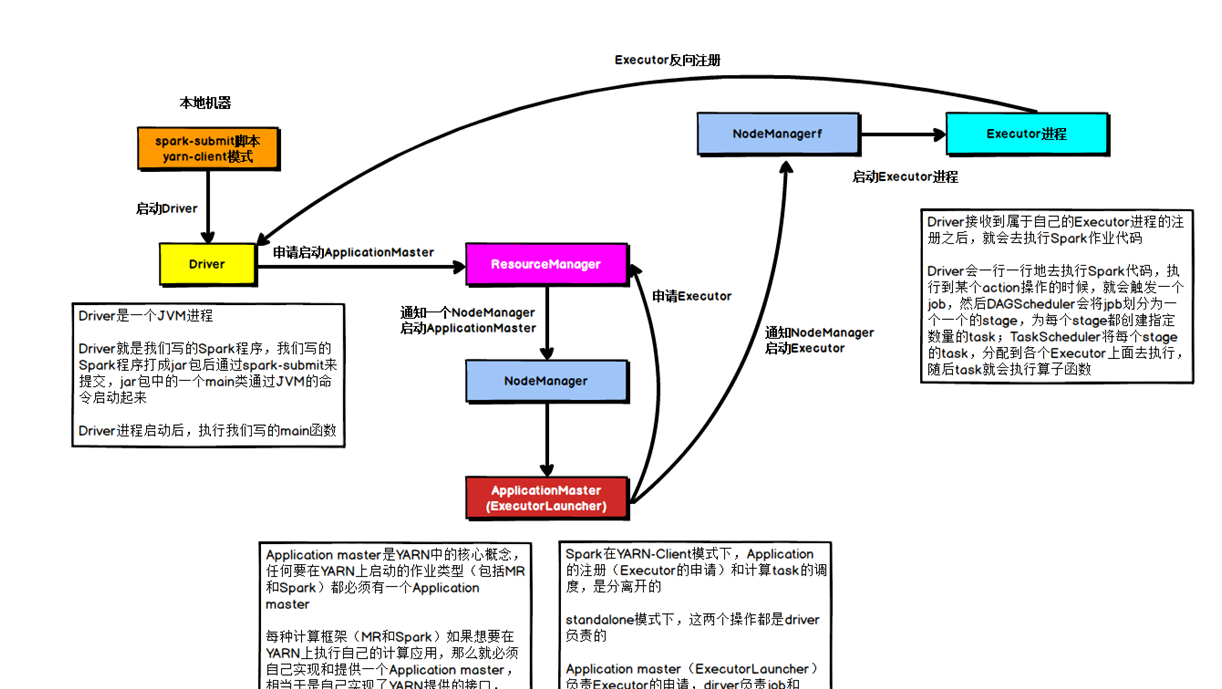 Executor反向注册
本地机器
spark-submit脚本
yarn-client模式
NodeManagerf
Executor进程
启动Executor进程
启动Driver
Driver
申请启动ApplicationMaster
ResourceManager
申请Executor
通知一个NodeManager
启动ApplicationMaster
通知NodeManager
启动Executor
NodeManager
ApplicationMaster
(ExecutorLauncher)
Driver接收到属于自己的Executor进程的注
册之后，就会去执行Spark作业代码
Driver会一行一行地去执行Spark代码，执
行到某个action操作的时候，就会触发一个
job，然后DAGScheduler会将jpb划分为一
个一个的stage，为每个stage都创建指定
数量的task；TaskScheduler将每个stage
的task，分配到各个Executor上面去执行，
随后task就会执行算子函数
Driver是一个JVM进程
Driver就是我们写的Spark程序，我们写的
Spark程序打成jar包后通过spark-submit来
提交，jar包中的一个main类通过JVM的命
令启动起来
Driver进程启动后，执行我们写的main函数
Application master是YARN中的核心概念，
任何要在YARN上启动的作业类型（包括MR
和Spark）都必须有一个Application
master
每种计算框架（MR和Spark）如果想要在
YARN上执行自己的计算应用，那么就必须
自己实现和提供一个Application master，
相当于是自己实现了YARN提供的接口，
Spark在YARN-Client模式下，Application
的注册（Executor的申请）和计算task的调
度，是分离开的
standalone模式下，这两个操作都是driver
负责的
Application master（ExecutorLauncher）
负责Executor的申请，dirver负责job和